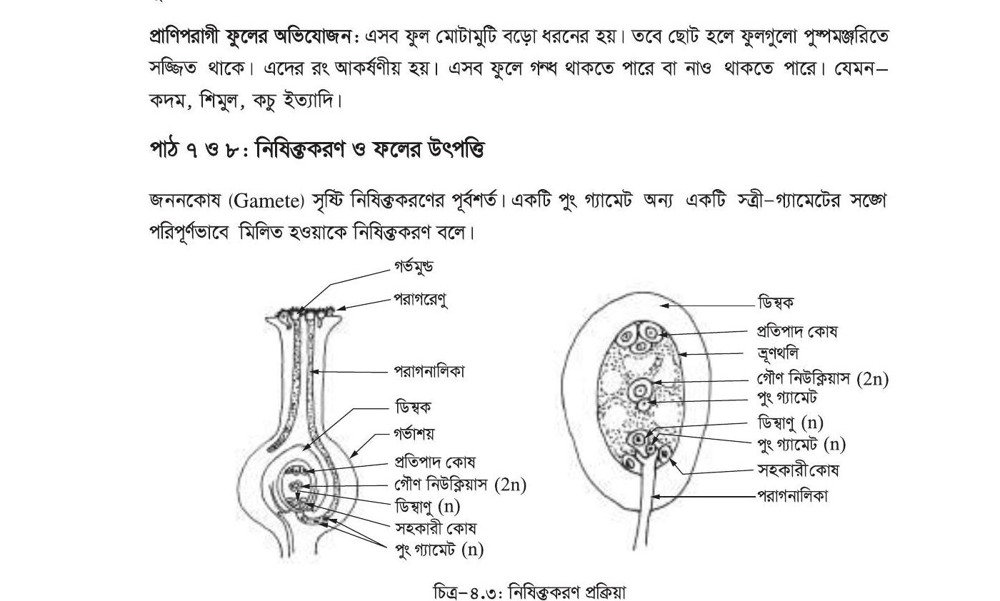 প্রাণিপরাগী ফুলের অভিযোজন: এসব ফুল মোটামুটি বড়ো ধরনের হয়। তবে ছোট হলে ফুলগুলো পুষ্পমঞ্জরিতে
সজ্জিত থাকে। এদের রং আকর্ষণীয় হয়। এসব ফুলে গন্ধ থাকতে পারে বা নাও থাকতে পারে। যেমন–
কদম, শিমুল, কচু ইত্যাদি।
পাঠ ৭ ও ৮: নিষিক্তকরণ ও ফলের উৎপত্তি
জননকোষ (Gamete) সৃষ্টি নিষিক্তকরণের পূর্বশর্ত। একটি পুং গ্যামেট অন্য একটি স্ত্রী–গ্যামেটের সঙ্গে
পরিপূর্ণভাবে মিলিত হওয়াকে নিষিক্তকরণ বলে।
গর্ভমুন্ড
পরাগরেণু
পরাগনালিকা
ডিম্বক
গর্ভাশয়
প্রতিপাদ কোষ
গৌণ নিউক্লিয়াস (2n)
ডিম্বাণু (n)
সহকারী কোষ
পুং গ্যামেট (n)
ডিম্বক
প্রতিপাদ কোষ
ভ্রূণথলি
গৌণ নিউক্লিয়াস (2n)
পুং গ্যামেট
ডিম্বাণু (n)
পুং গ্যামেট (n)
সহকারী কোষ
পরাগনালিকা
চিত্র–৪.৩: নিষিক্তকরণ প্রক্রিয়া